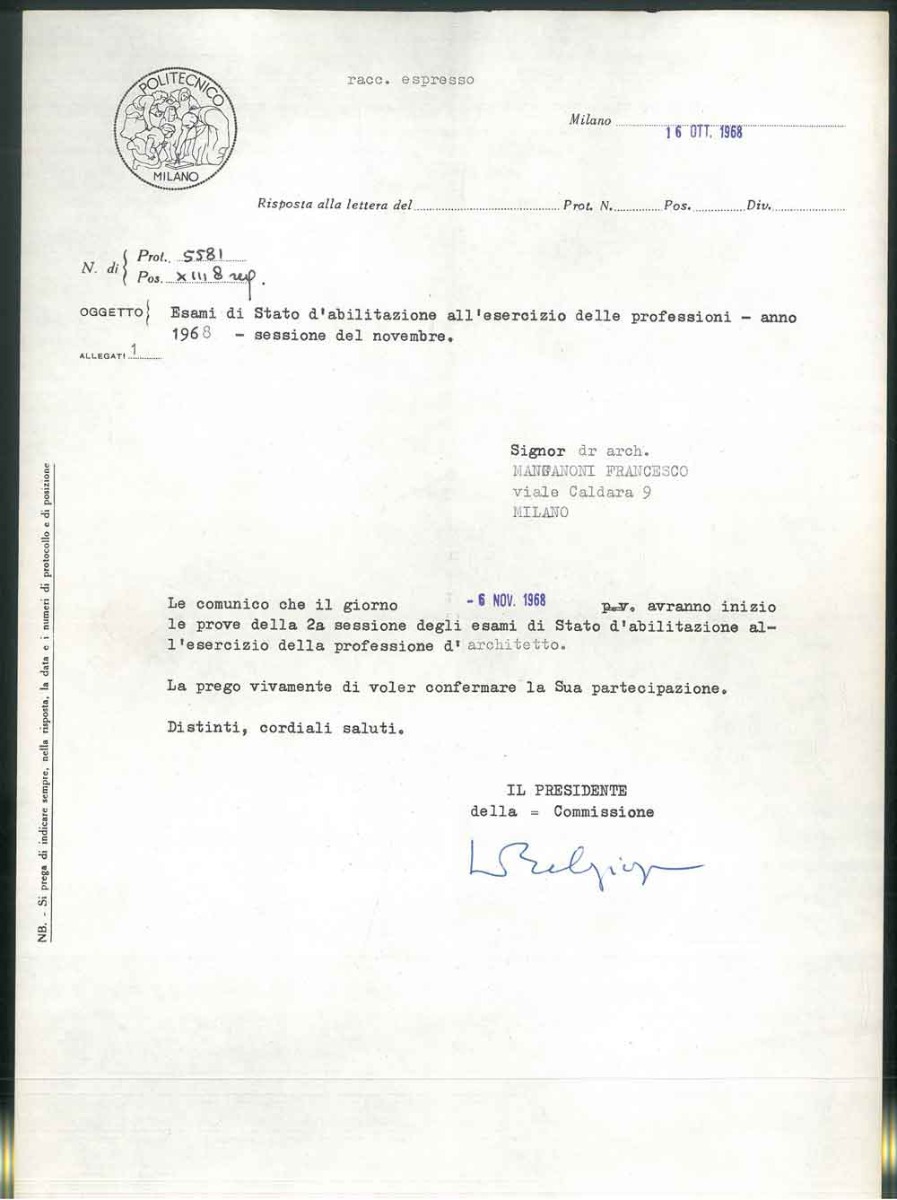 racc. espresso
POLITECNICO
MILANO
Milano 16 OTT. 1968
Risposta alla lettera del Prot. N. Pos. Div.
N. di { Prot. 5581
Pos. XIII 8
OGGETTO } Esami di Stato d'abilitazione all'esercizio delle professioni – anno
1968 – sessione del novembre.
ALLEGATI 1
Signor dr arch.
MANGANONI FRANCESCO
viale Caldara 9
MILANO
Le comunico che il giorno - 6 NOV. 1968 p.v. avranno inizio
le prove della 2a sessione degli esami di Stato d'abilitazione al-
l'esercizio della professione d' architetto.
La prego vivamente di voler confermare la Sua partecipazione.
Distinti, cordiali saluti.
IL PRESIDENTE
della = Commissione
NB. - Si prega di indicare sempre, nella risposta, la data e i numeri di protocollo e di posizione